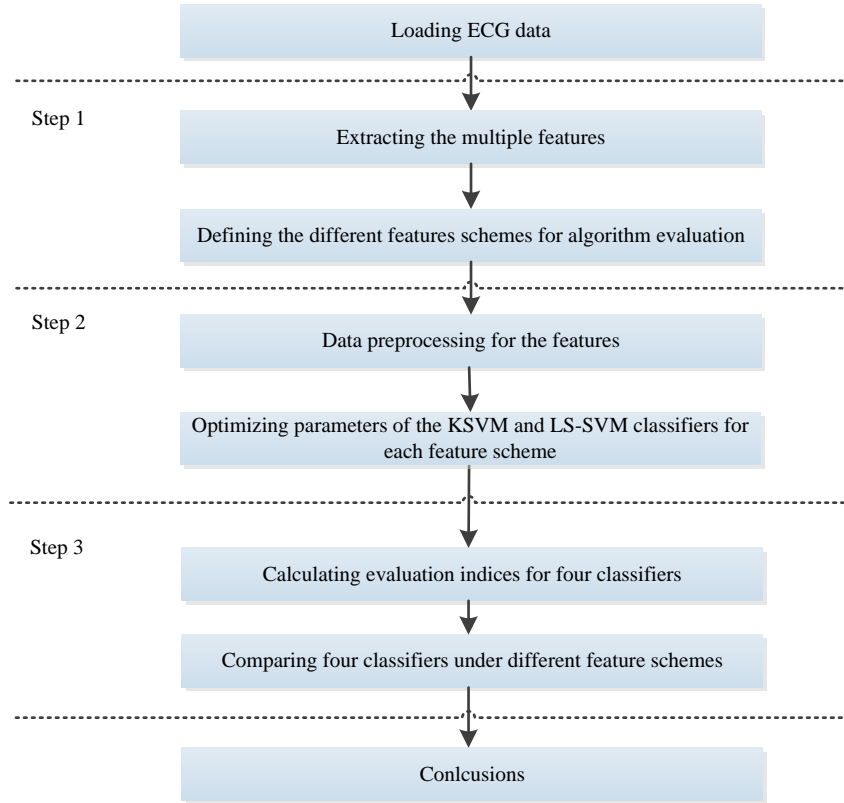 Loading ECG data
Step 1
Extracting the multiple features
Defining the different features schemes for algorithm evaluation
Step 2
Data preprocessing for the features
Optimizing parameters of the KSVM and LS-SVM classifiers for
each feature scheme
Step 3
Calculating evaluation indices for four classifiers
Comparing four classifiers under different feature schemes
Conlcusions